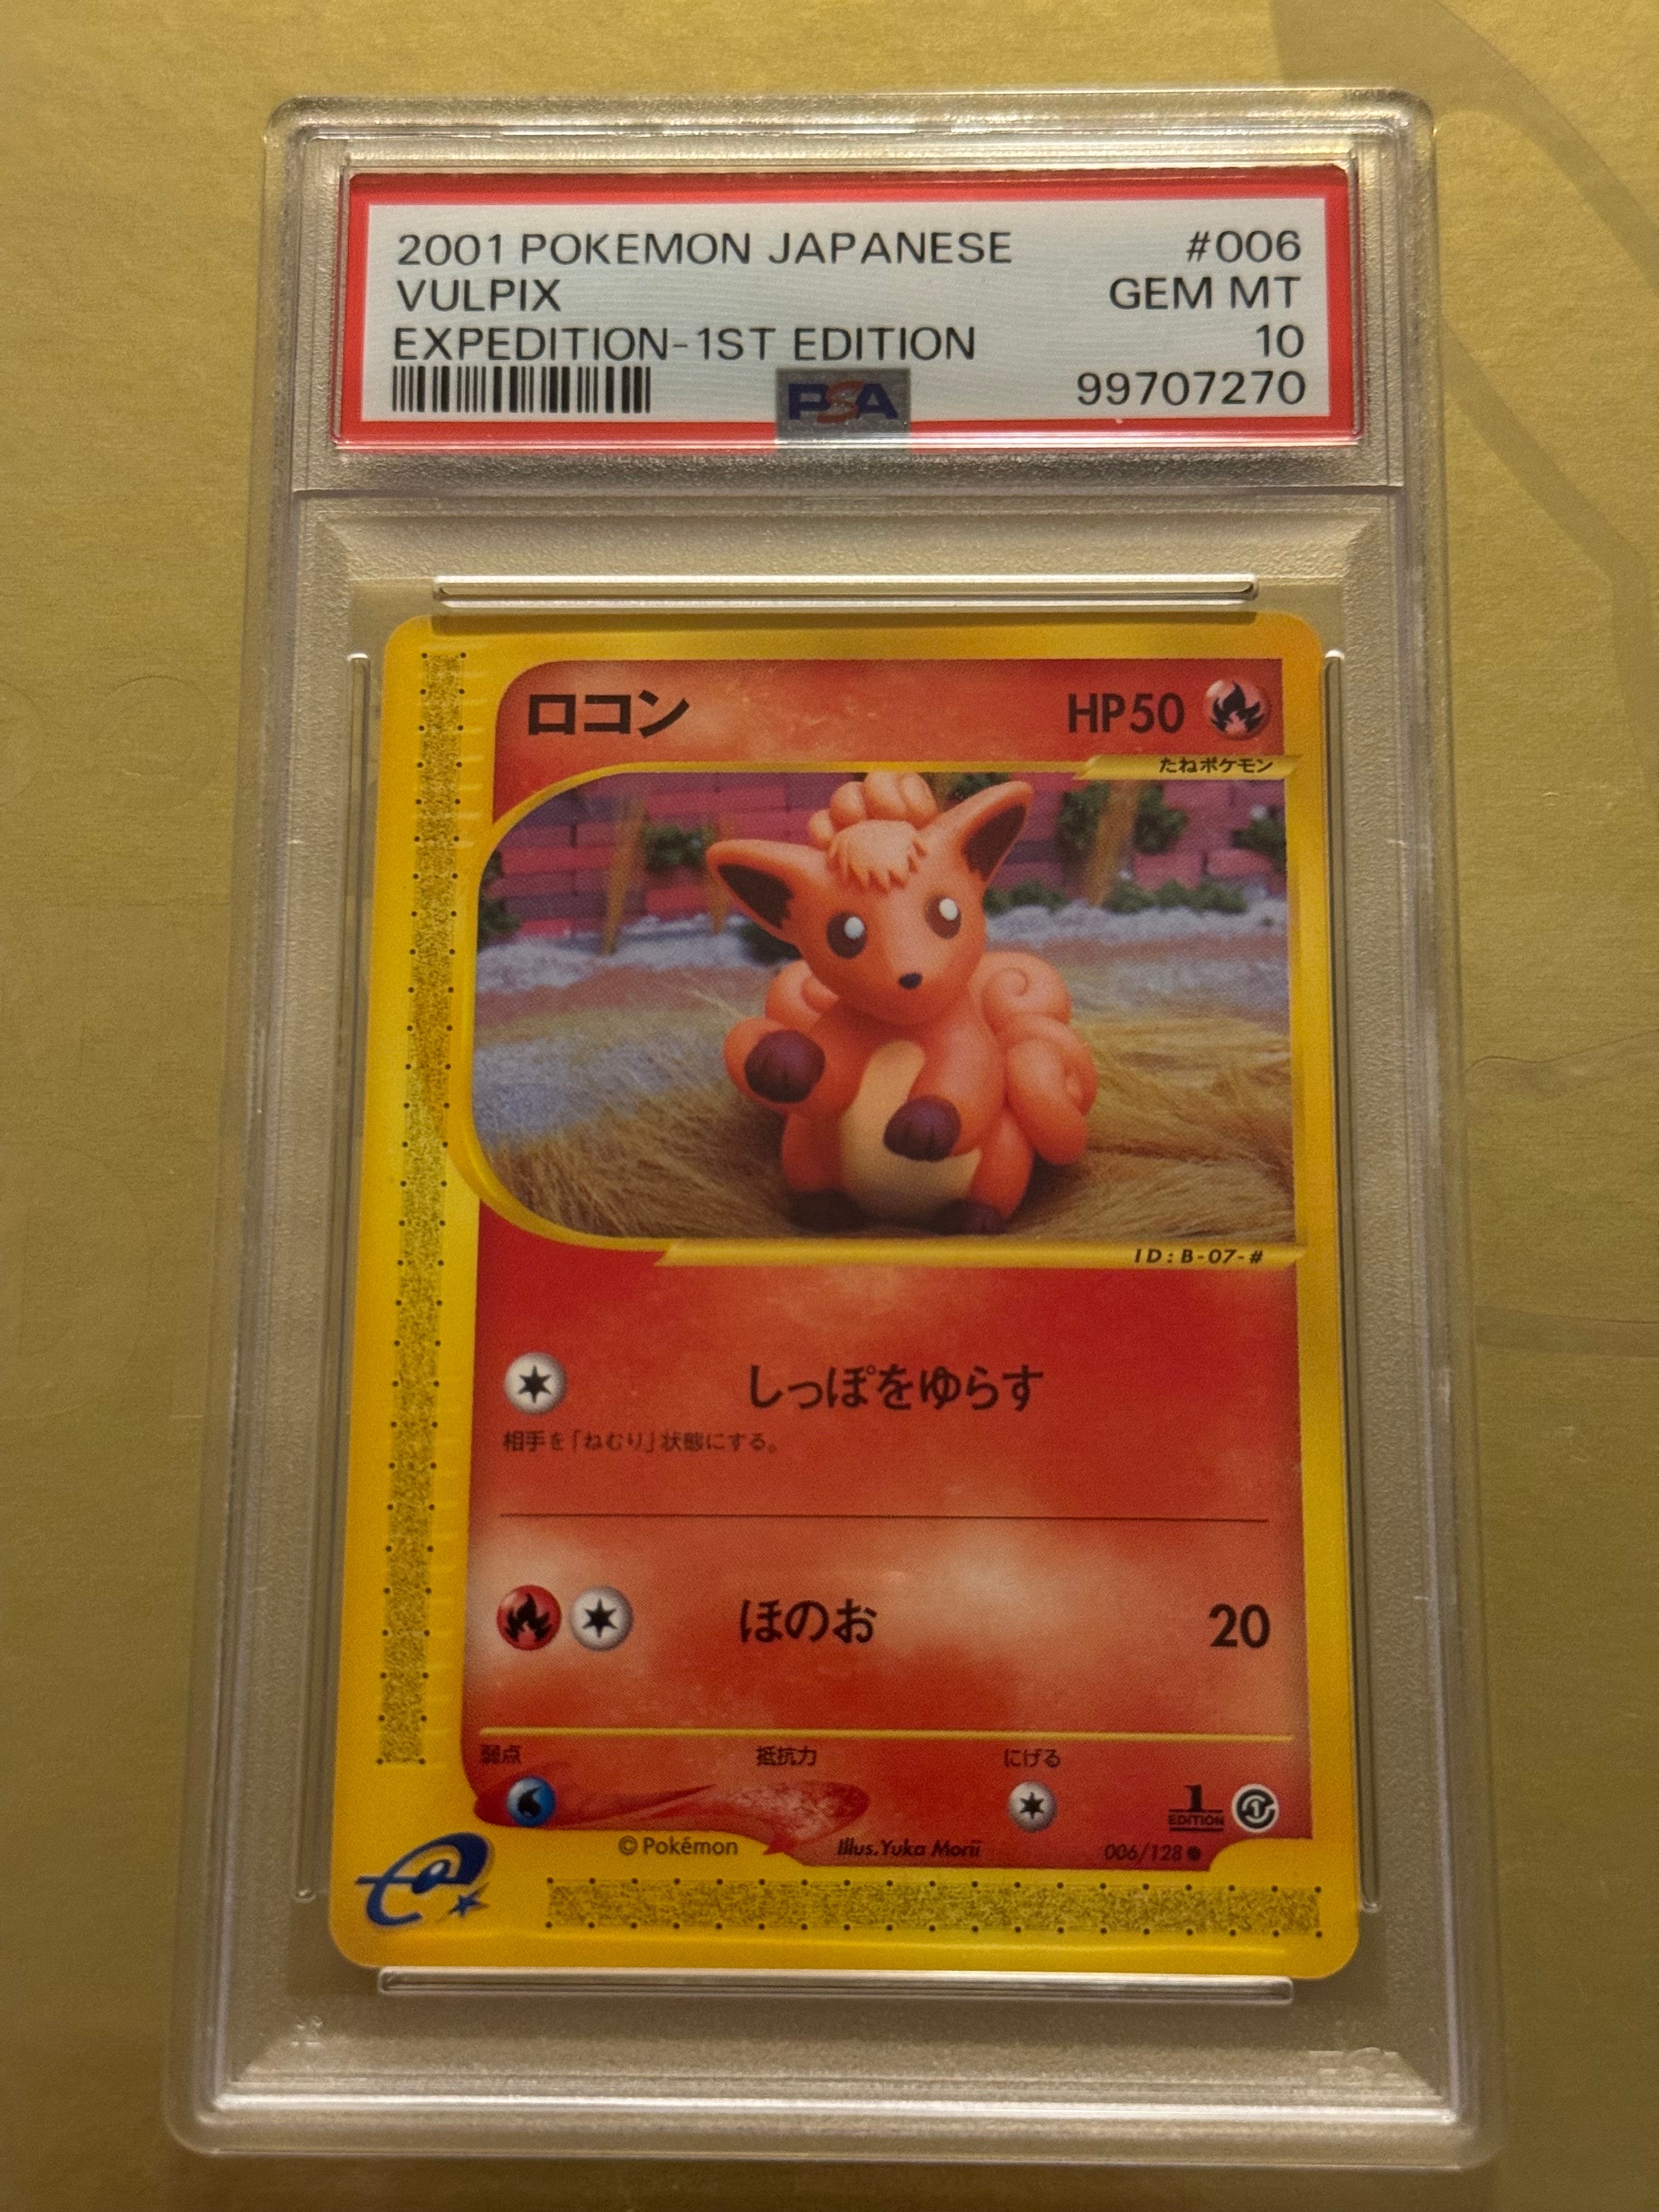 2001 POKEMON JAPANESE #006
VULPIX GEM MT
EXPEDITION-1ST EDITION 10
PSA 99707270
ロコン HP50
たねポケモン
ID:B-07-#
しっぽをゆらす
相手を「ねむり」状態にする。
ほのお 20
弱点 抵抗力 にげる
1 EDITION 1
© Pokémon Illus.Yuka Morii 006/128
e